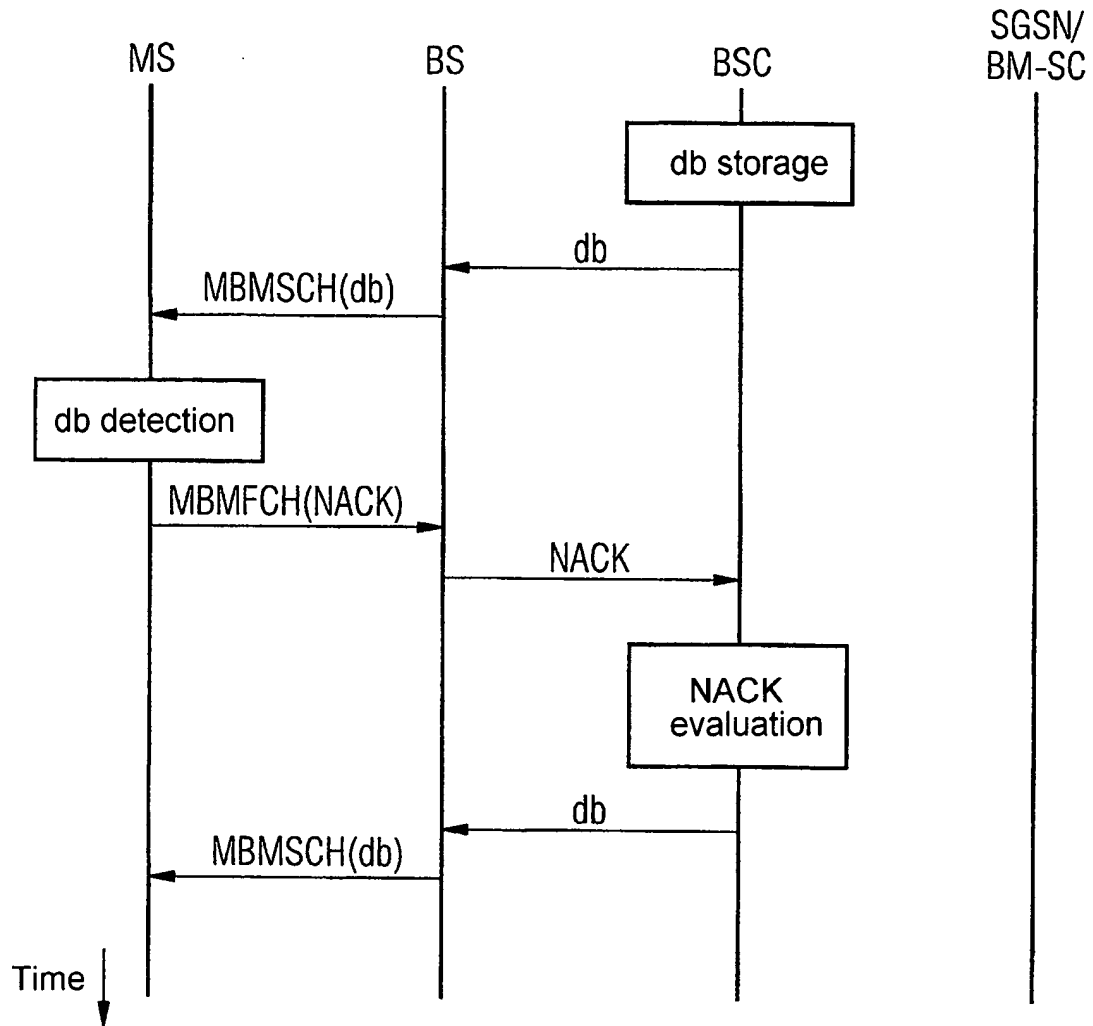 MS
BS
BSC
SGSN/
BM-SC
db storage
db
MBMSCH(db)
db detection
MBMFCH(NACK)
NACK
NACK
evaluation
db
MBMSCH(db)
Time